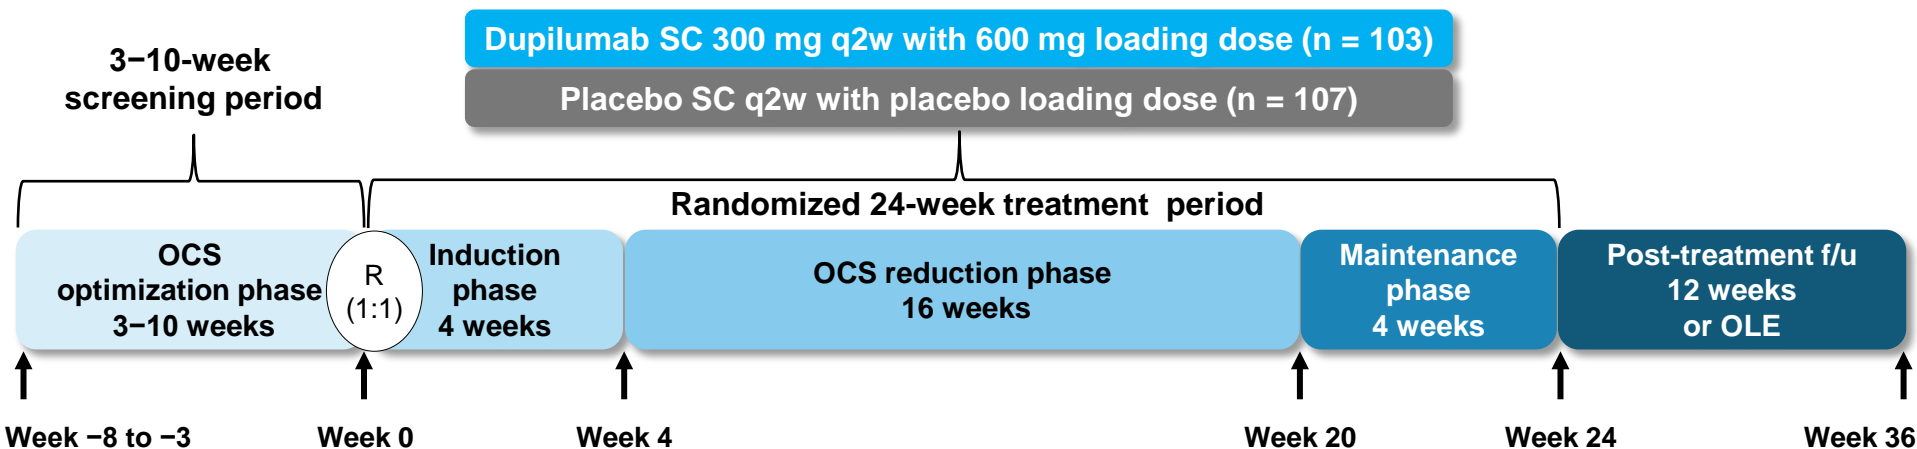 Dupilumab SC 300 mg q2w with 600 mg loading dose (n = 103)
Placebo SC q2w with placebo loading dose (n = 107)
3−10-week
screening period
Randomized 24-week treatment period
OCS
optimization phase
3−10 weeks
R
(1:1)
Induction
phase
4 weeks
OCS reduction phase
16 weeks
Maintenance
phase
4 weeks
Post-treatment f/u
12 weeks
or OLE
Week −8 to −3
Week 0
Week 4
Week 20
Week 24
Week 36